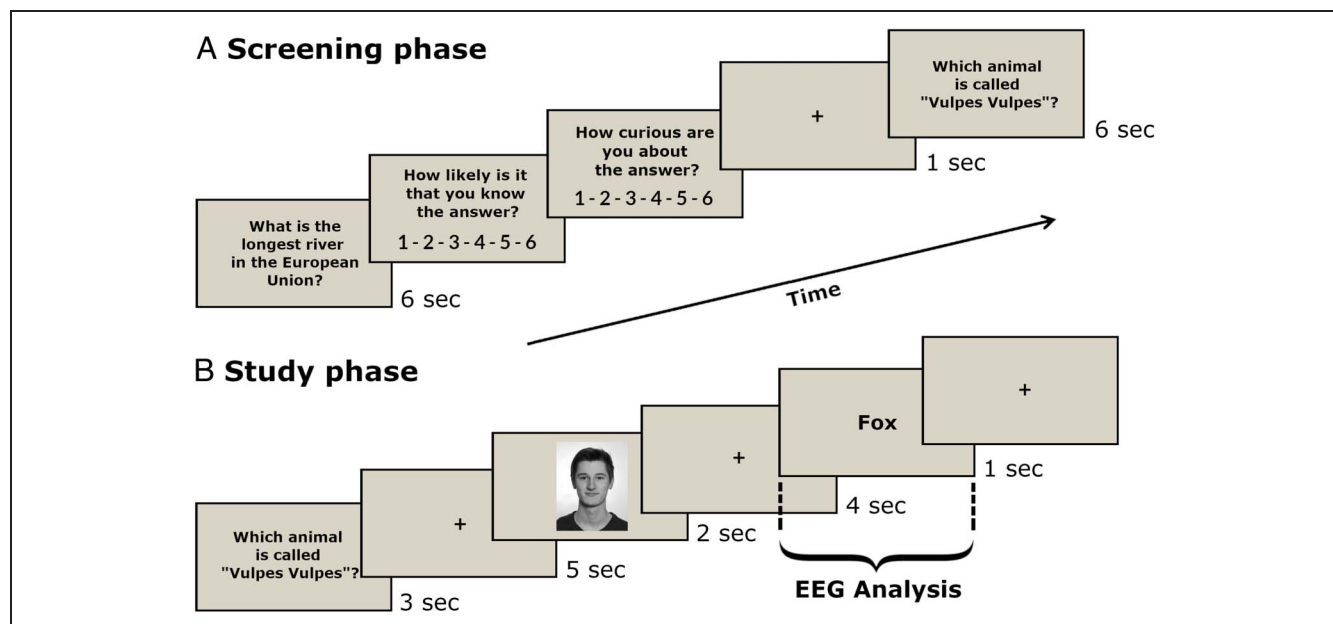 A Screening phase
What is the
longest river
in the European
Union?
6 sec
How likely is it
that you know
the answer?
1 - 2 - 3 - 4 - 5 - 6
How curious are
you about
the answer?
1 - 2 - 3 - 4 - 5 - 6
+
1 sec
Which animal
is called
"Vulpes Vulpes"?
6 sec
Time
B Study phase
Which animal
is called
"Vulpes Vulpes"?
3 sec
+
5 sec
2 sec
+
4 sec
Fox
1 sec
+
EEG Analysis